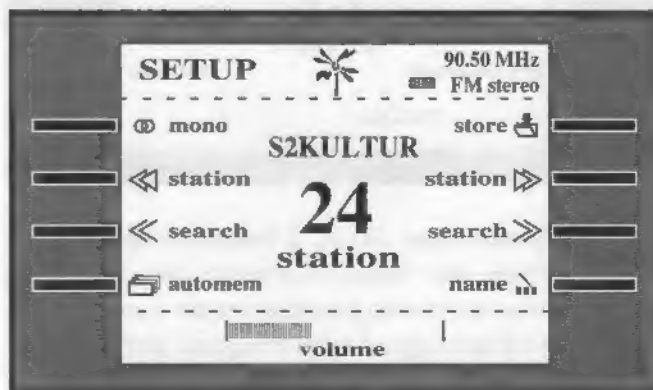 SETUP 90.50 MHz
FM stereo
mono store
S2KULTUR
station station
24
search search
station
automem name
volume